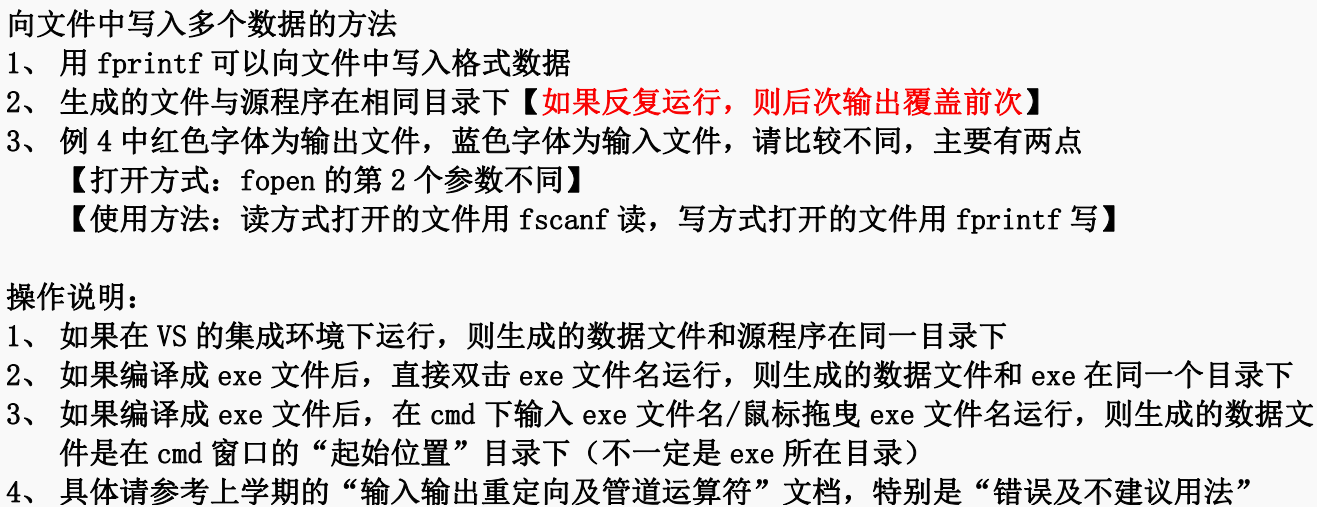 向文件中写入多个数据的方法
1、 用 fprintf 可以向文件中写入格式数据
2、 生成的文件与源程序在相同目录下【如果反复运行，则后次输出覆盖前次】
3、 例 4 中红色字体为输出文件，蓝色字体为输入文件，请比较不同，主要有两点
【打开方式：fopen 的第 2 个参数不同】
【使用方法：读方式打开的文件用 fscanf 读，写方式打开的文件用 fprintf 写】
操作说明：
1、 如果在 VS 的集成环境下运行，则生成的数据文件和源程序在同一目录下
2、 如果编译成 exe 文件后，直接双击 exe 文件名运行，则生成的数据文件和 exe 在同一个目录下
3、 如果编译成 exe 文件后，在 cmd 下输入 exe 文件名/鼠标拖曳 exe 文件名运行，则生成的数据文
件是在 cmd 窗口的“起始位置”目录下（不一定是 exe 所在目录）
4、 具体请参考上学期的“输入输出重定向及管道运算符”文档，特别是“错误及不建议用法”